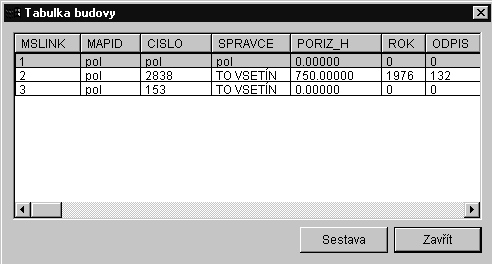 Tabulka budovy
MSLINK MAPID CISLO SPRAVCE PORIZ_H ROK ODPIS
1 pol pol pol 0.00000 0 0
2 pol 2838 TO VSETÍN 750.00000 1976 132
3 pol 153 TO VSETÍN 0.00000 0 0
Sestava Zavřít